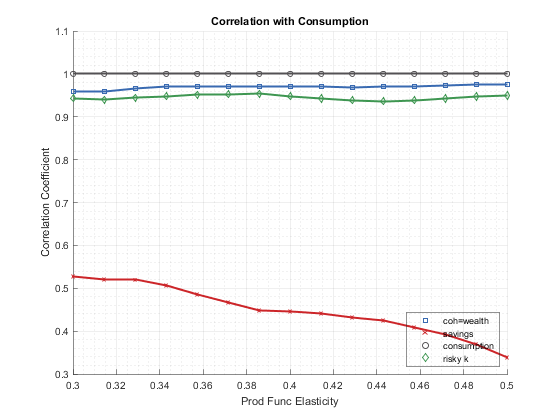 Correlation with Consumption
1.1
1
0.9
0.8
0.7
0.6
0.5
0.4
0.3
Correlation Coefficient
coh=wealth
savings
consumption
risky k
0.3 0.32 0.34 0.36 0.38 0.4 0.42 0.44 0.46 0.48 0.5
Prod Func Elasticity